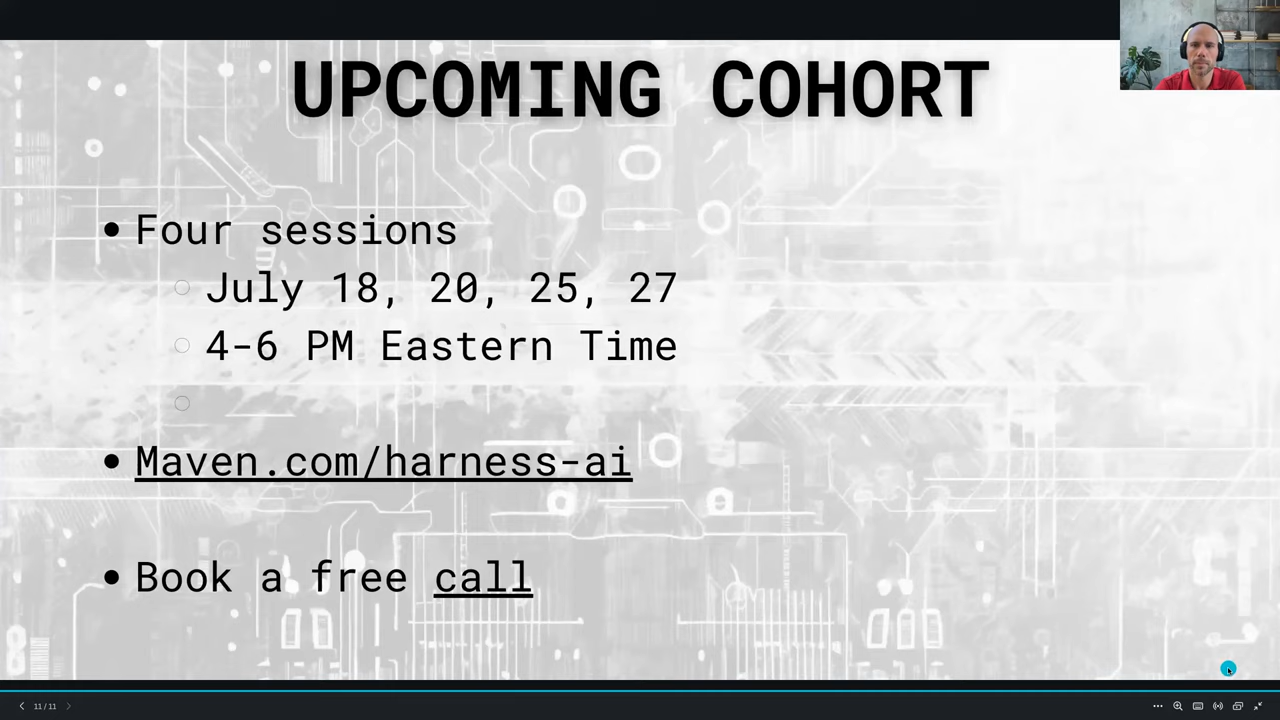 UPCOMING COHORT
Four sessions
July 18, 20, 25, 27
4-6 PM Eastern Time
Maven.com/harness-ai
Book a free call
11/11